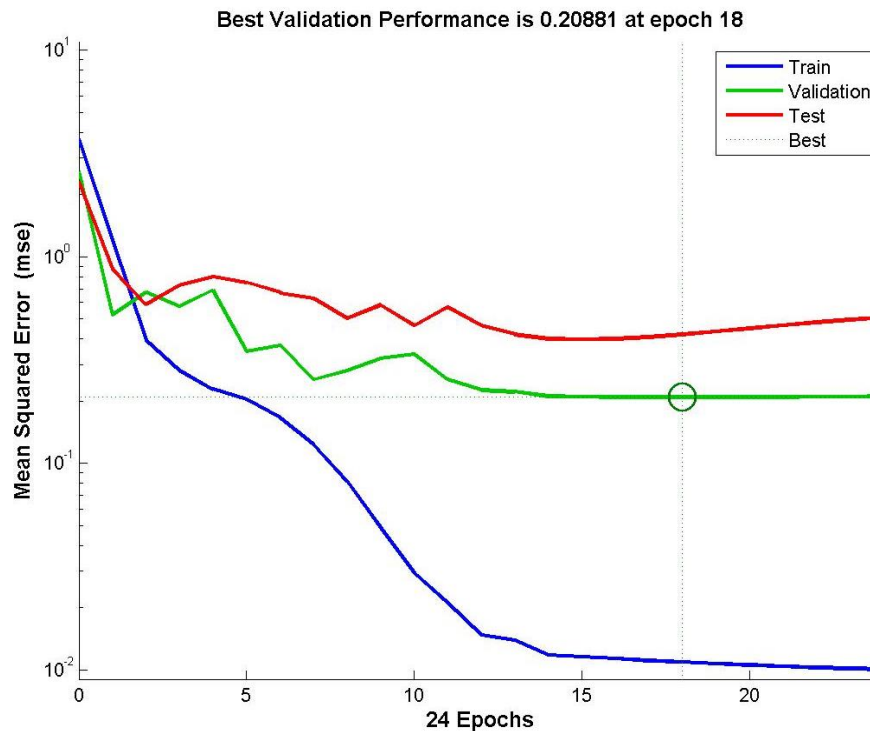 Best Validation Performance is 0.20881 at epoch 18
10^1
10^0
10^-1
10^-2
Mean Squared Error (mse)
Train
Validation
Test
Best
0
5
10
15
20
24 Epochs